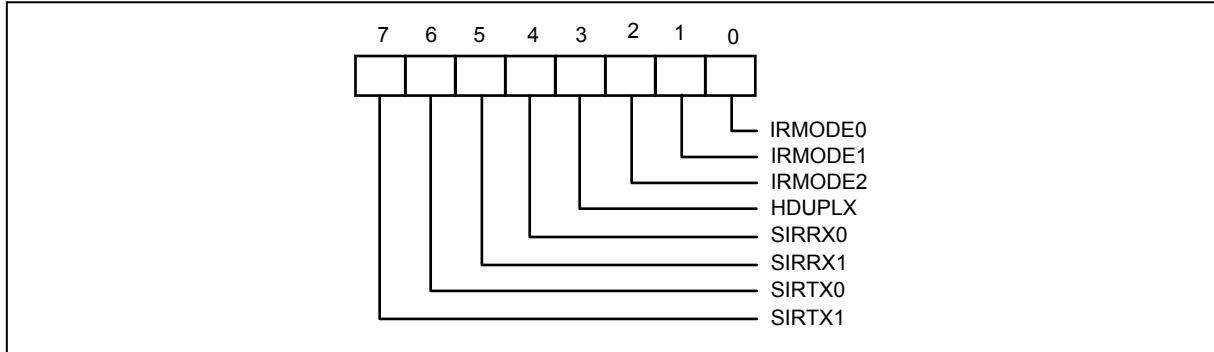 7 6 5 4 3 2 1 0
IRMODE0
IRMODE1
IRMODE2
HDUPLX
SIRRX0
SIRRX1
SIRTX0
SIRTX1